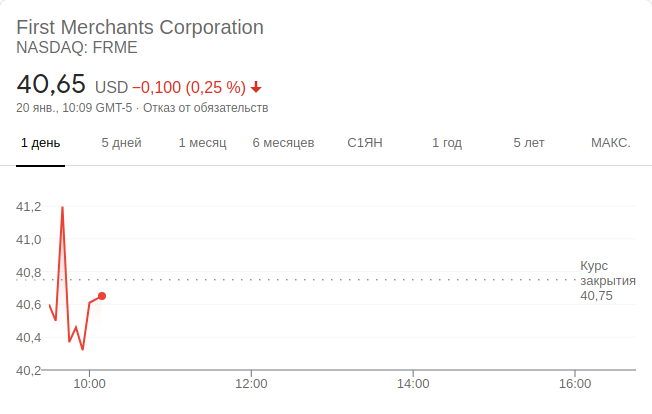 First Merchants Corporation
NASDAQ: FRME
40,65 USD −0,100 (0,25 %)
20 янв., 10:09 GMT-5 · Отказ от обязательств
1 день 5 дней 1 месяц 6 месяцев С1ЯН 1 год 5 лет МАКС.
41,2
41,0
40,8
40,6
40,4
40,2
Курс
закрытия
40,75
10:00 12:00 14:00 16:00